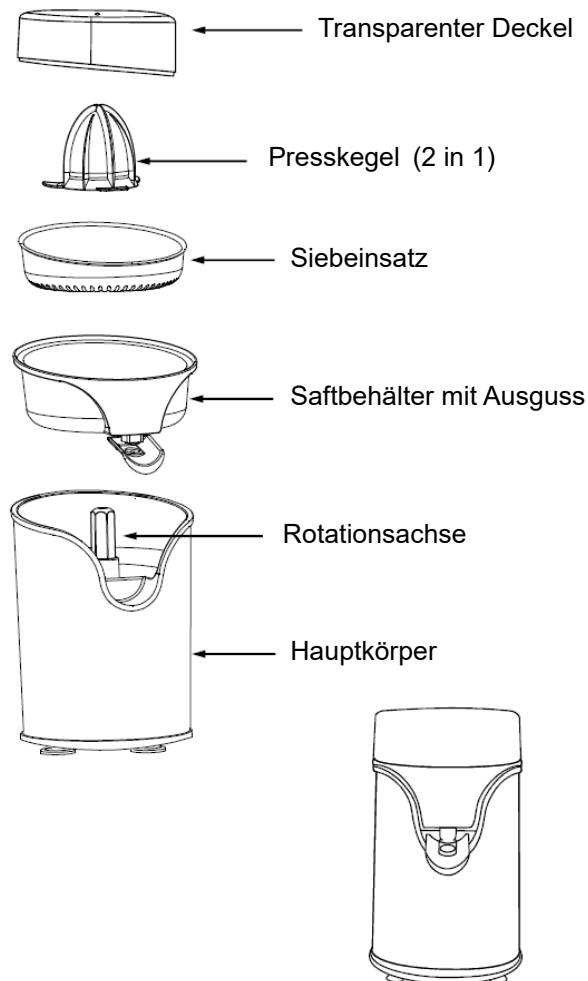 Transparenter Deckel
Presskegel (2 in 1)
Siebeinsatz
Saftbehälter mit Ausguss
Rotationsachse
Hauptkörper